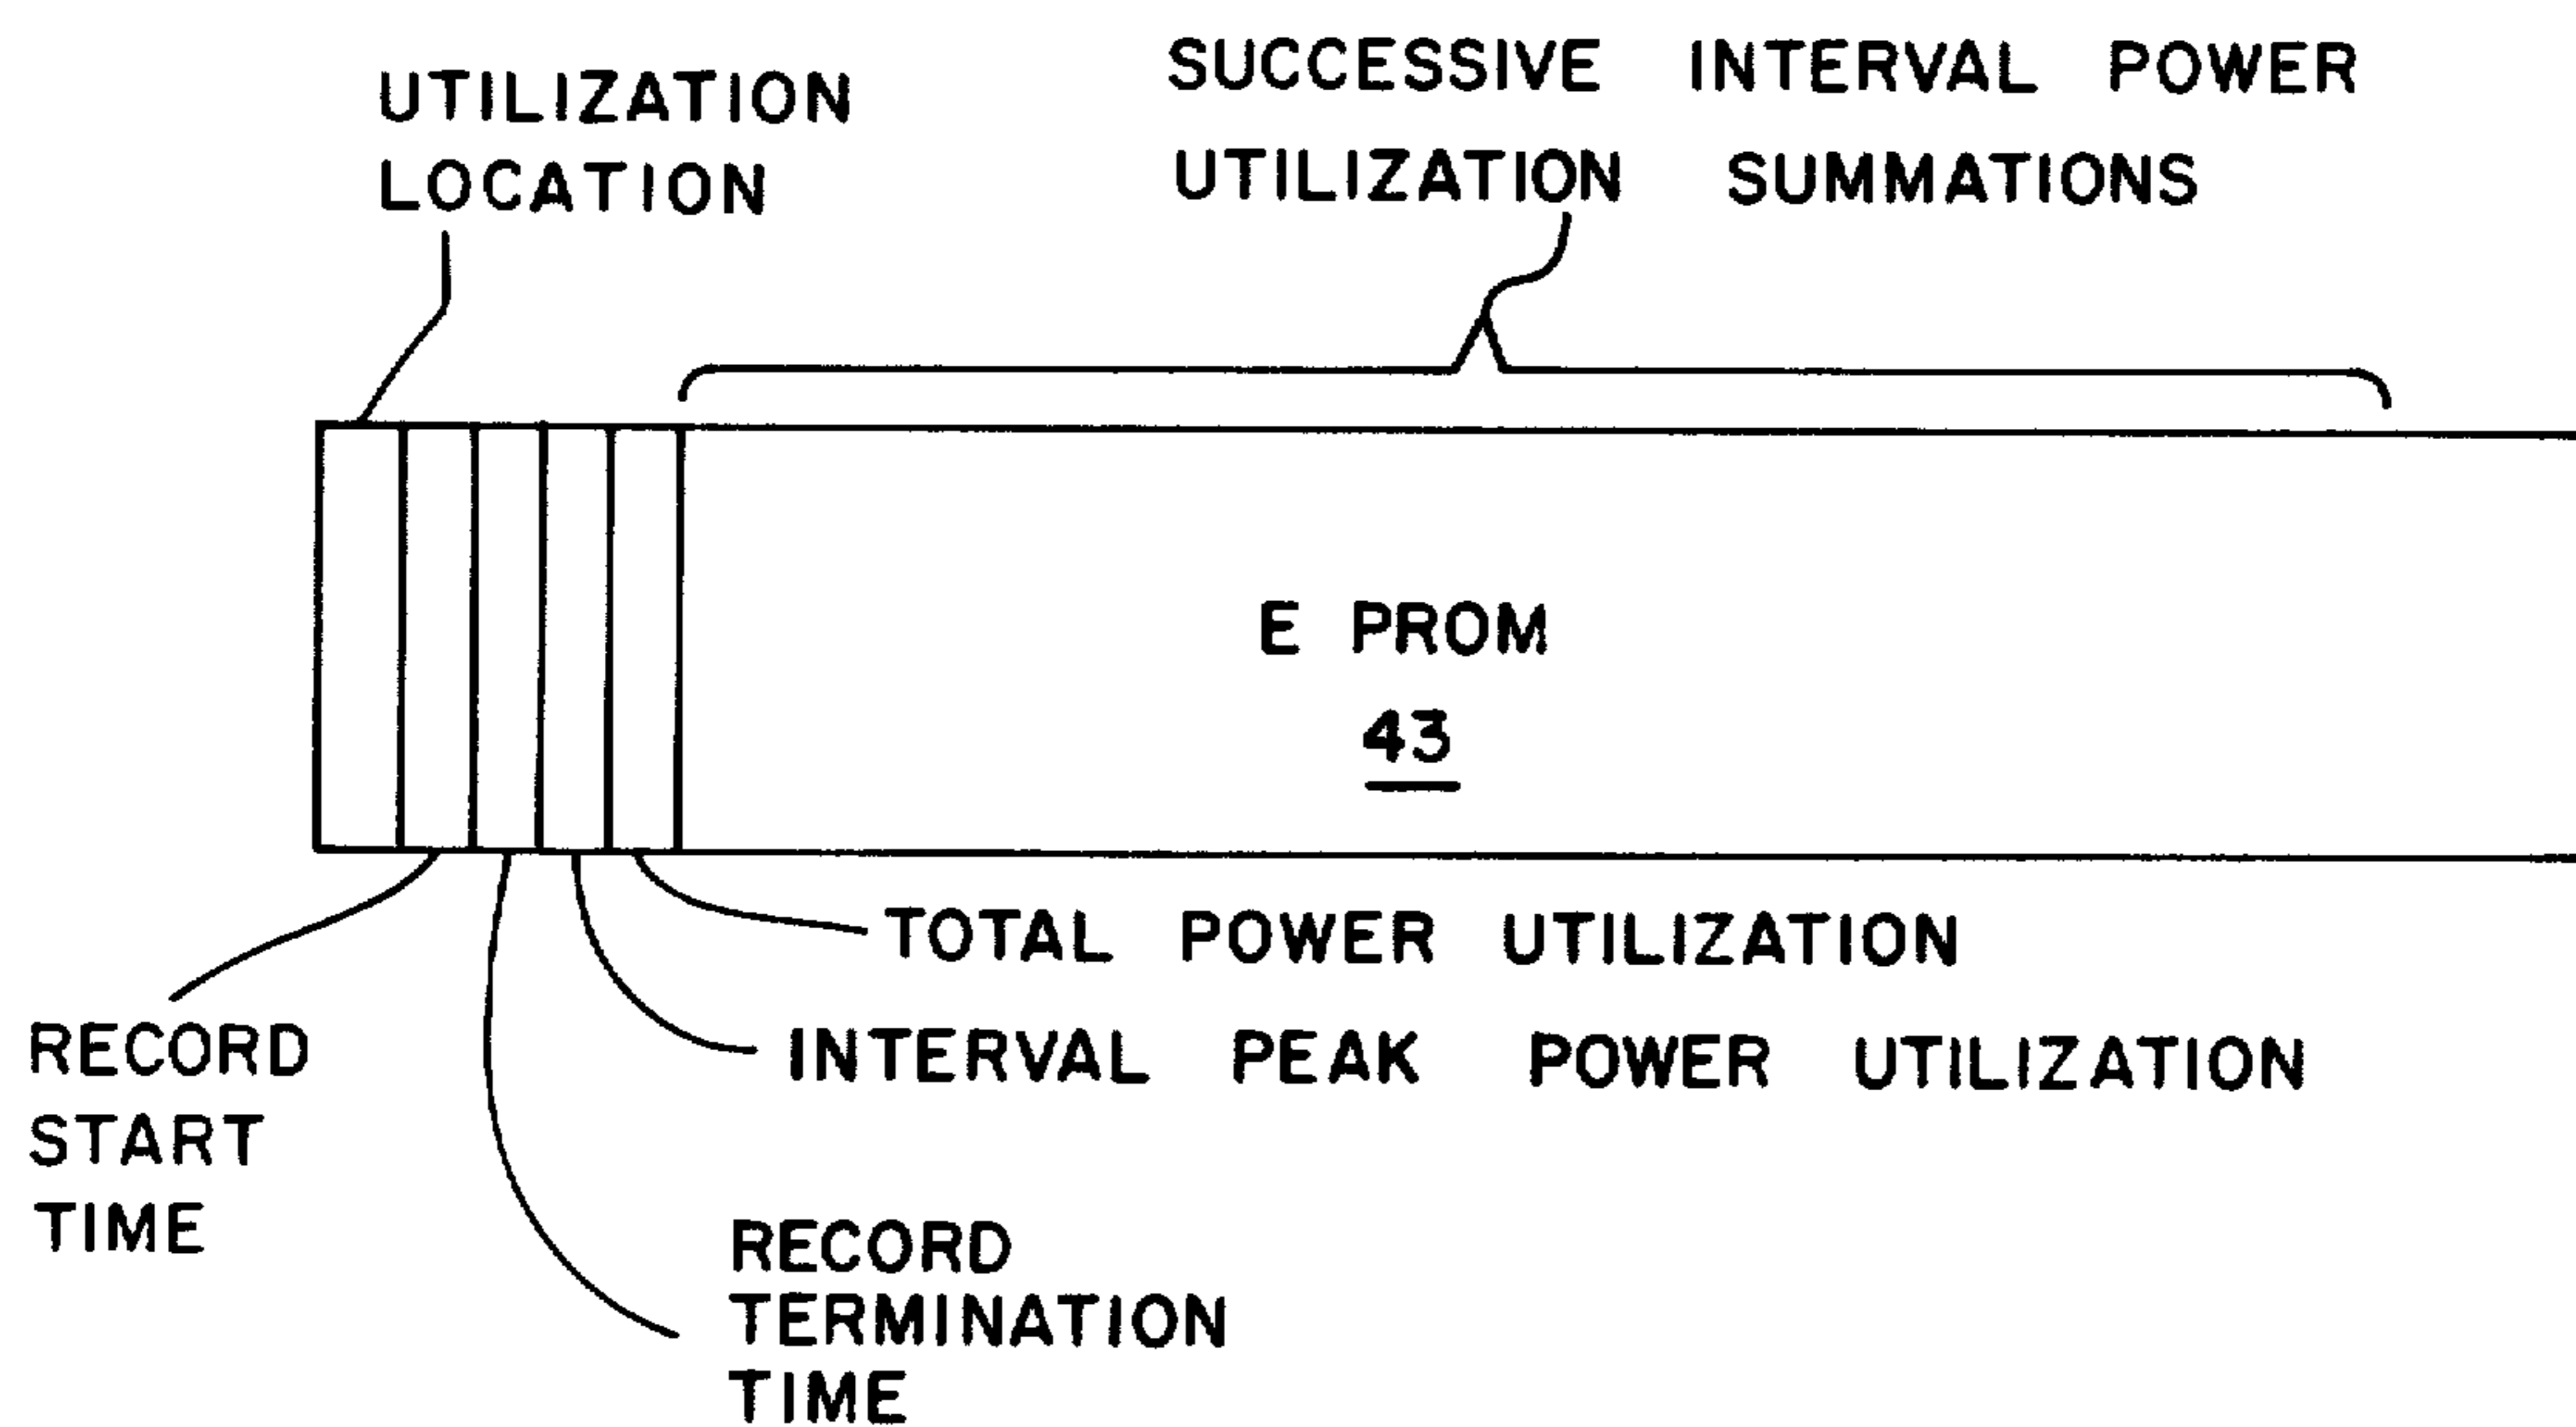 UTILIZATION
LOCATION
SUCCESSIVE INTERVAL POWER
UTILIZATION SUMMATIONS
E PROM
43
TOTAL POWER UTILIZATION
INTERVAL PEAK POWER UTILIZATION
RECORD
START
TIME
RECORD
TERMINATION
TIME